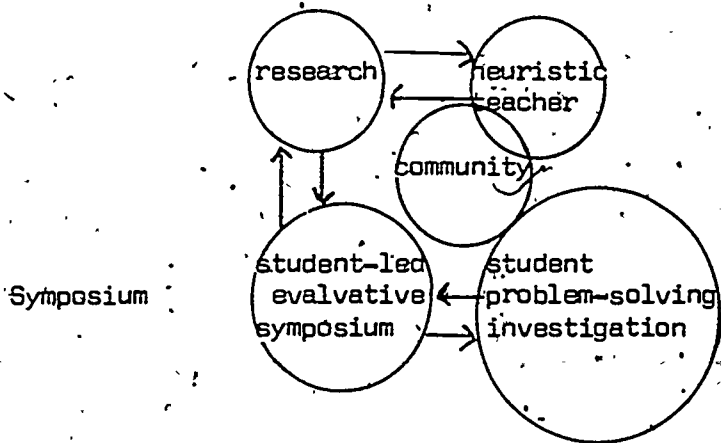 research
heuristic
teacher
community
Symposium
student-led
evalvative
symposium
student
problem-solving
investigation